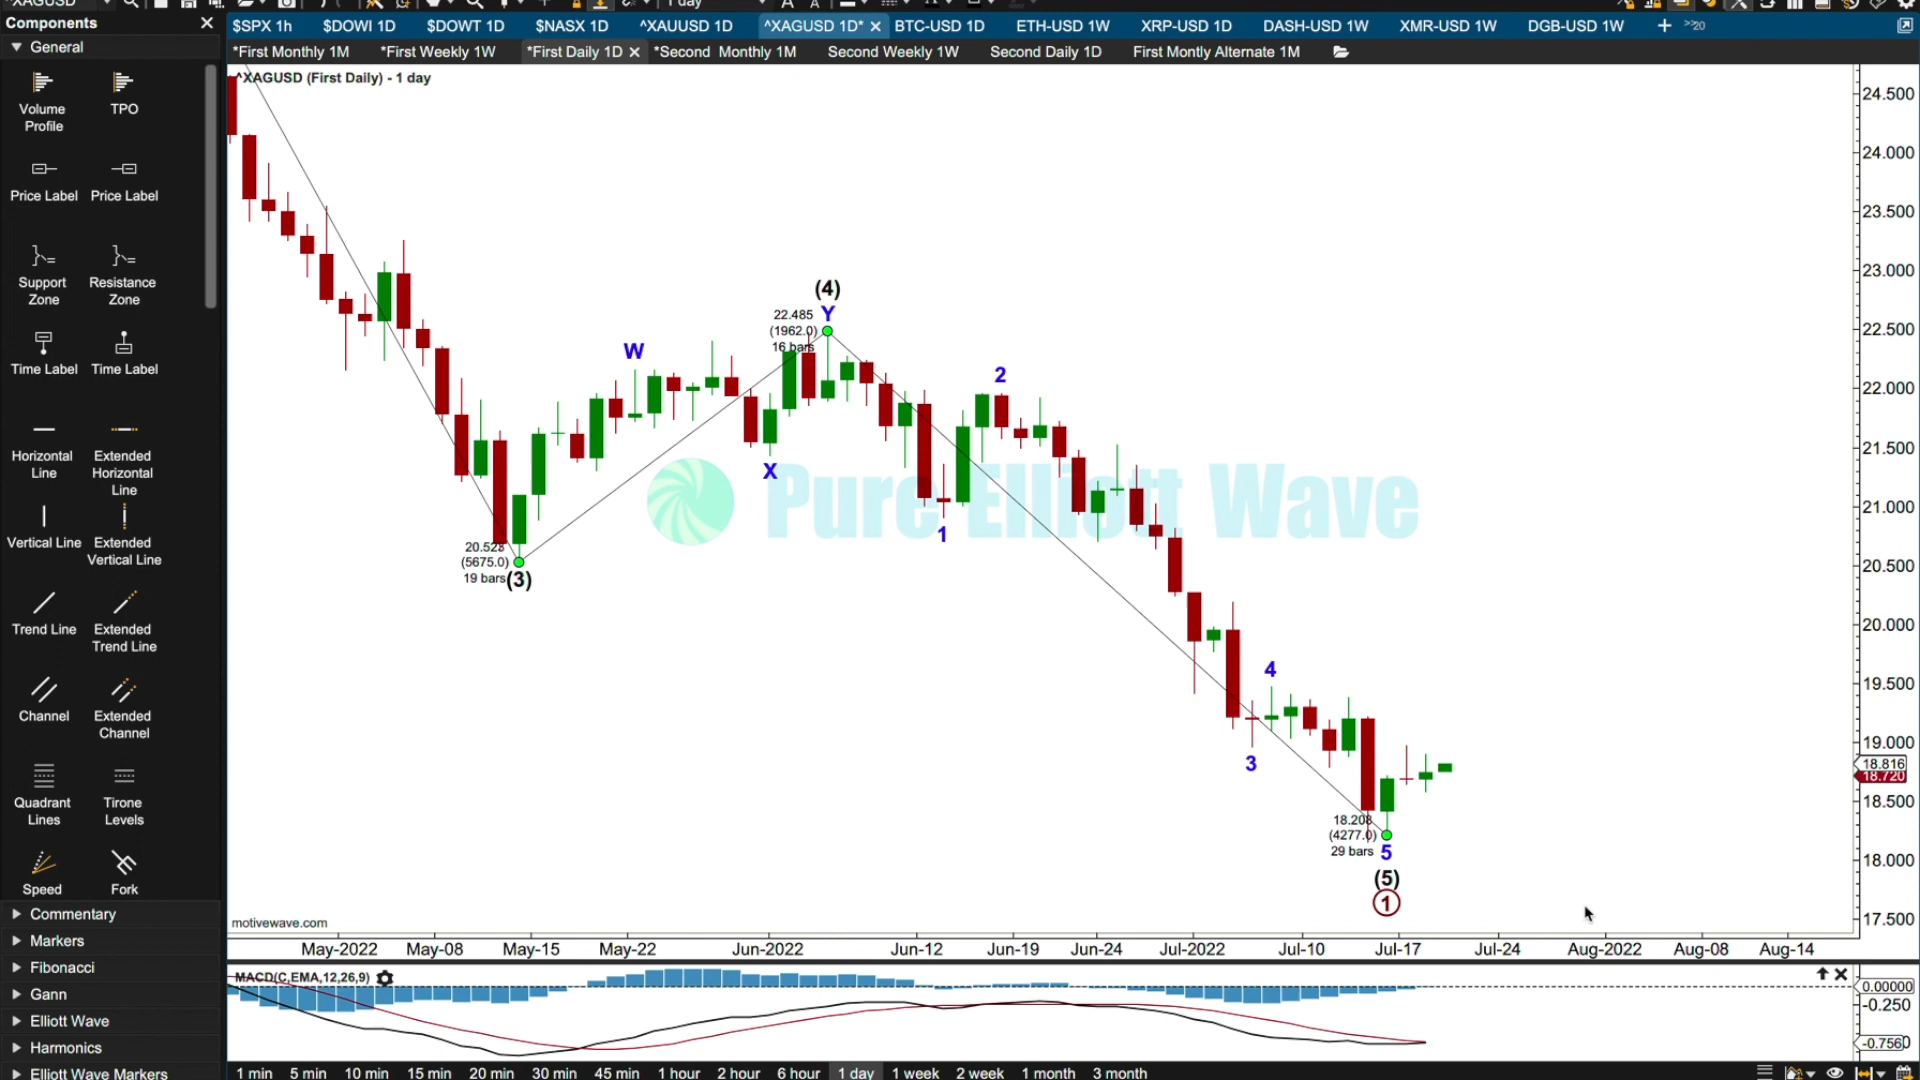 ^XAGUSD
1 day
Components
$SPX 1h
$DOWI 1D
$DOWT 1D
$NASX 1D
^XAUUSD 1D
^XAGUSD 1D*
BTC-USD 1D
ETH-USD 1W
XRP-USD 1D
DASH-USD 1W
XMR-USD 1W
DGB-USD 1W
+
»20
General
*First Monthly 1M
*First Weekly 1W
*First Daily 1D
*Second Monthly 1M
Second Weekly 1W
Second Daily 1D
First Montly Alternate 1M
^XAGUSD (First Daily) - 1 day
Volume Profile
TPO
Price Label
Price Label
Support Zone
Resistance Zone
Time Label
Time Label
Horizontal Line
Extended Horizontal Line
Vertical Line
Extended Vertical Line
Trend Line
Extended Trend Line
Channel
Extended Channel
Quadrant Lines
Tirone Levels
Speed
Fork
Commentary
Markers
Fibonacci
Gann
Elliott Wave
Harmonics
Elliott Wave Markers
(4)
22.485
Y
(1962.0)
16 bars
W
2
X
Pure Elliott Wave
1
20.523
(5675.0)
19 bars
(3)
4
3
18.208
(4277.0)
29 bars
5
(5)
1
24.500
24.000
23.500
23.000
22.500
22.000
21.500
21.000
20.500
20.000
19.500
19.000
18.816
18.720
18.500
18.000
17.500
motivewave.com
May-2022
May-08
May-15
May-22
Jun-2022
Jun-12
Jun-19
Jun-24
Jul-2022
Jul-10
Jul-17
Jul-24
Aug-2022
Aug-08
Aug-14
MACD(C,EMA,12,26,9)
0.00000
-0.250
-0.756
1 min
5 min
10 min
15 min
20 min
30 min
45 min
1 hour
2 hour
6 hour
1 day
1 week
2 week
1 month
3 month